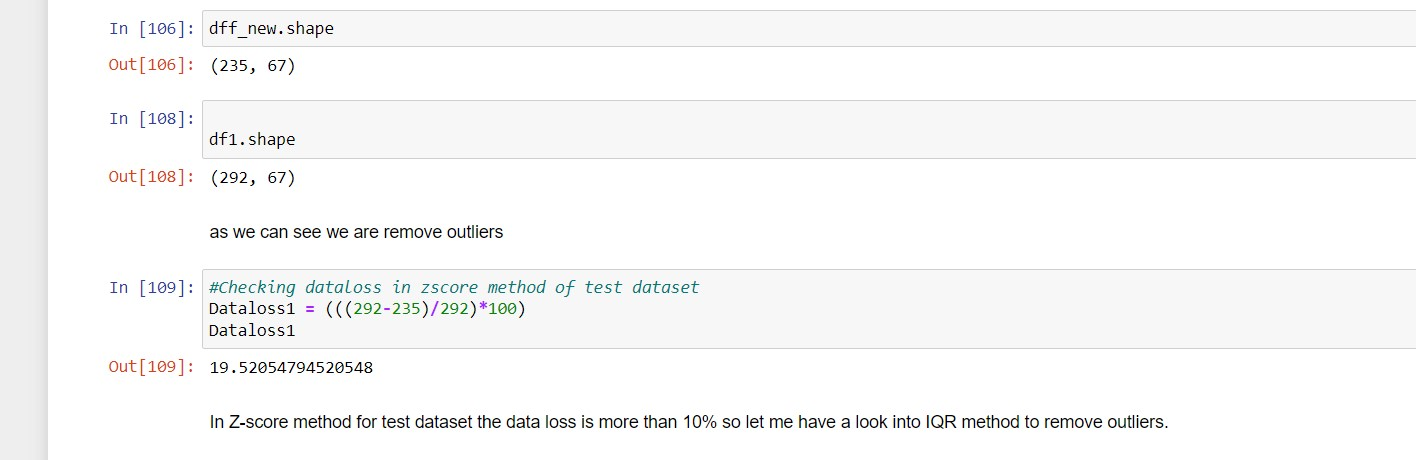 In [106]: dff_new.shape
Out[106]: (235, 67)
In [108]:
df1.shape
Out[108]: (292, 67)
as we can see we are remove outliers
In [109]: #Checking dataloss in zscore method of test dataset
Dataloss1 = (((292-235)/292)*100)
Dataloss1
Out[109]: 19.52054794520548
In Z-score method for test dataset the data loss is more than 10% so let me have a look into IQR method to remove outliers.